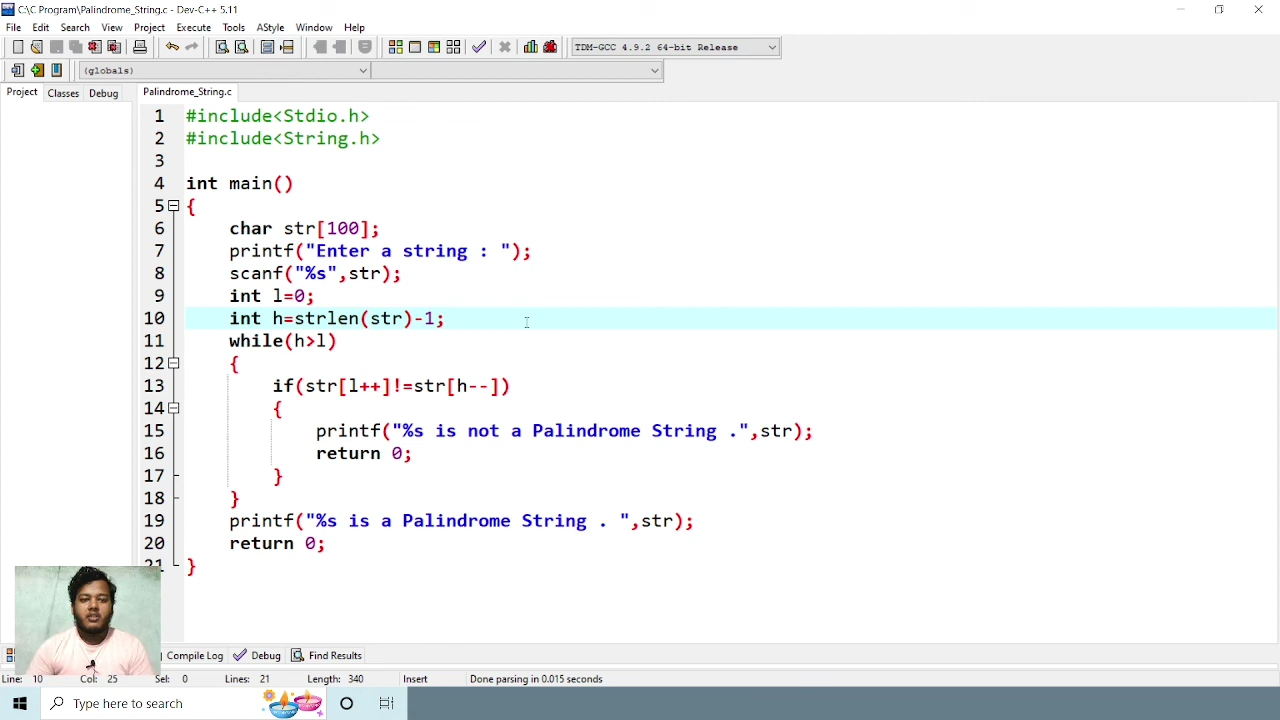 C:\C Program\Palindrome_String.c - Dev-C++ 5.11
File Edit Search View Project Execute Tools AStyle Window Help
TDM-GCC 4.9.2 64-bit Release
(globals)
Project Classes Debug Palindrome_String.c
1 #include<Stdio.h>
2 #include<String.h>
3
4 int main()
5 {
6 char str[100];
7 printf("Enter a string : ");
8 scanf("%s",str);
9 int l=0;
10 int h=strlen(str)-1;
11 while(h>l)
12 {
13 if(str[l++]!=str[h--])
14 {
15 printf("%s is not a Palindrome String .",str);
16 return 0;
17 }
18 }
19 printf("%s is a Palindrome String . ",str);
20 return 0;
21 }
Compile Log Debug Find Results
Line: 10 Col: 25 Sel: 0 Lines: 21 Length: 340 Insert Done parsing in 0.015 seconds
Type here to search